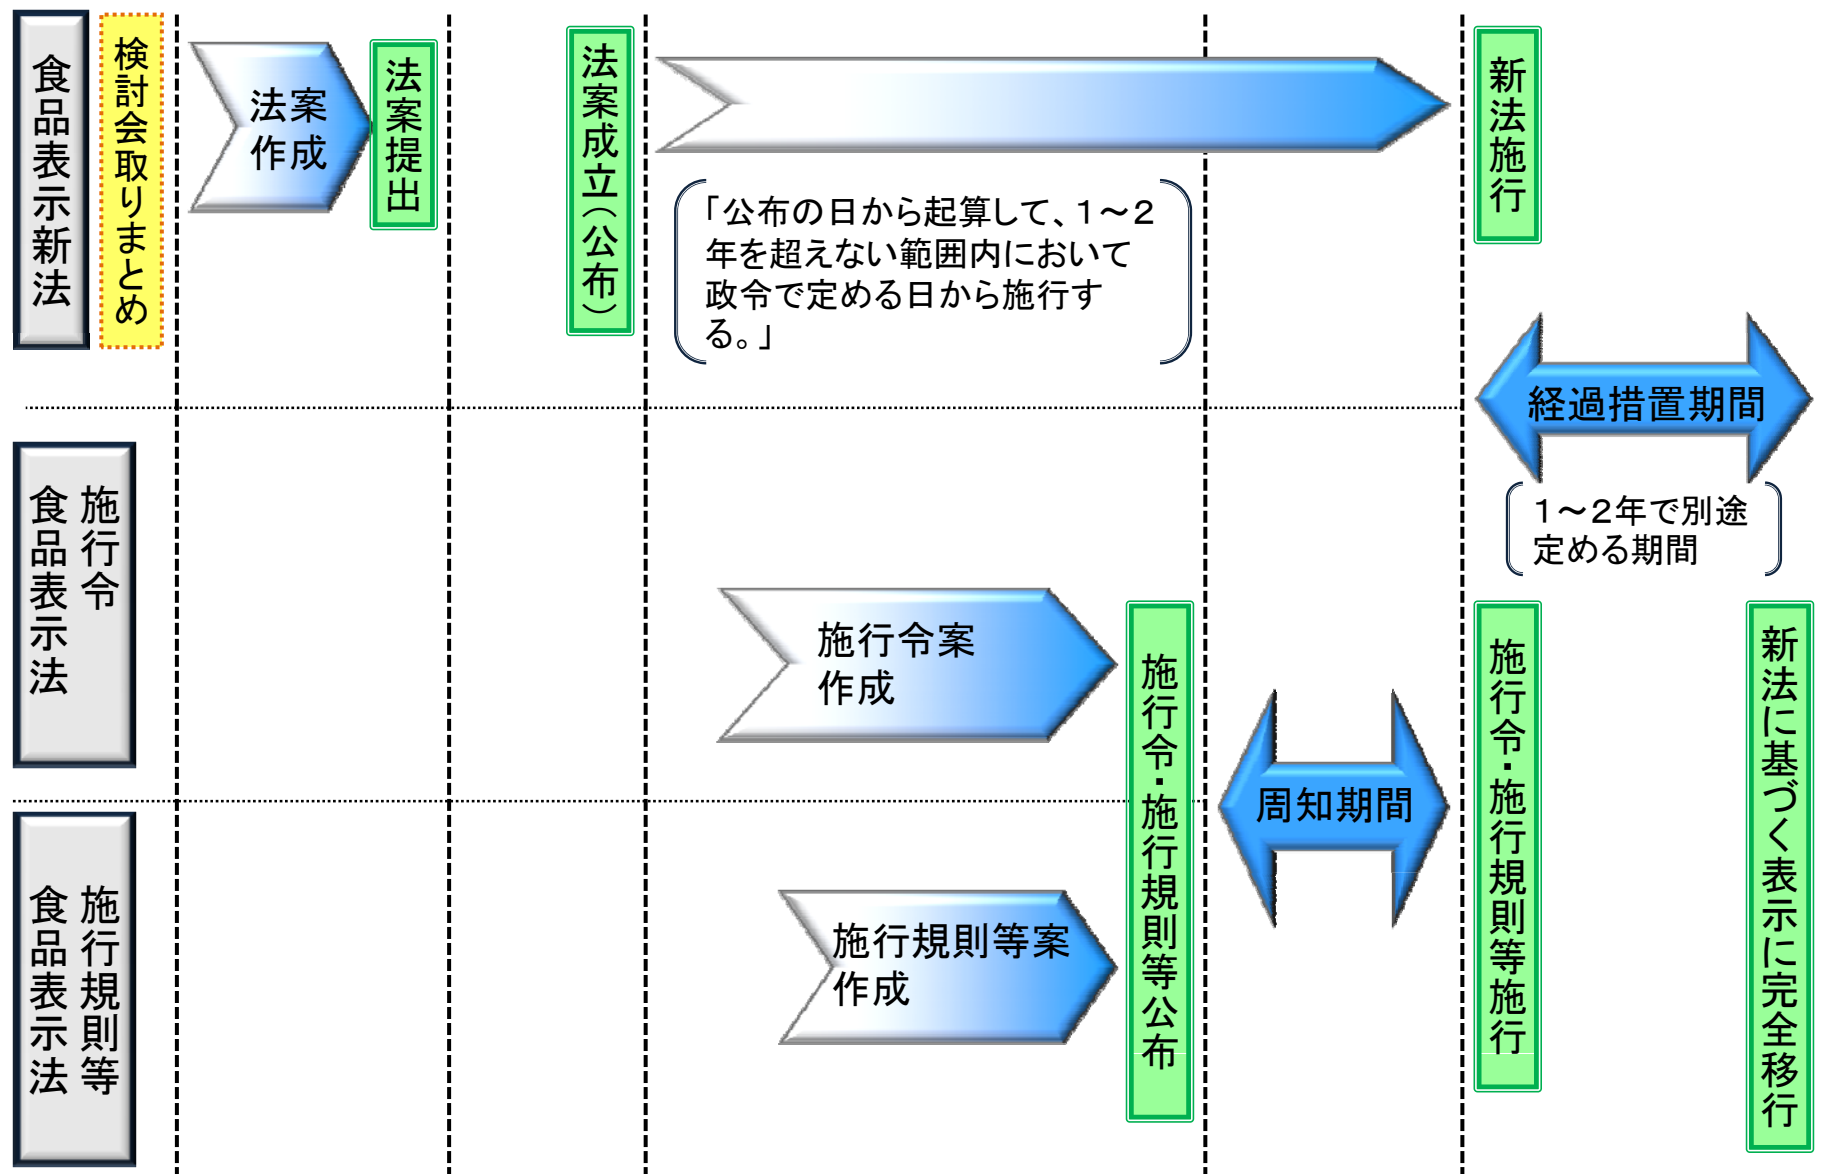 食品表示新法
検討会取りまとめ
法案
作成
法案提出
法案成立（公布）
「公布の日から起算して、１～２
年を超えない範囲内において
政令で定める日から施行す
る。」
新法施行
経過措置期間
１～２年で別途
定める期間
食品表示法
施行令
施行令案
作成
施行令・施行規則等公布
周知期間
施行令・施行規則等施行
新法に基づく表示に完全移行
食品表示法
施行規則等
施行規則等案
作成